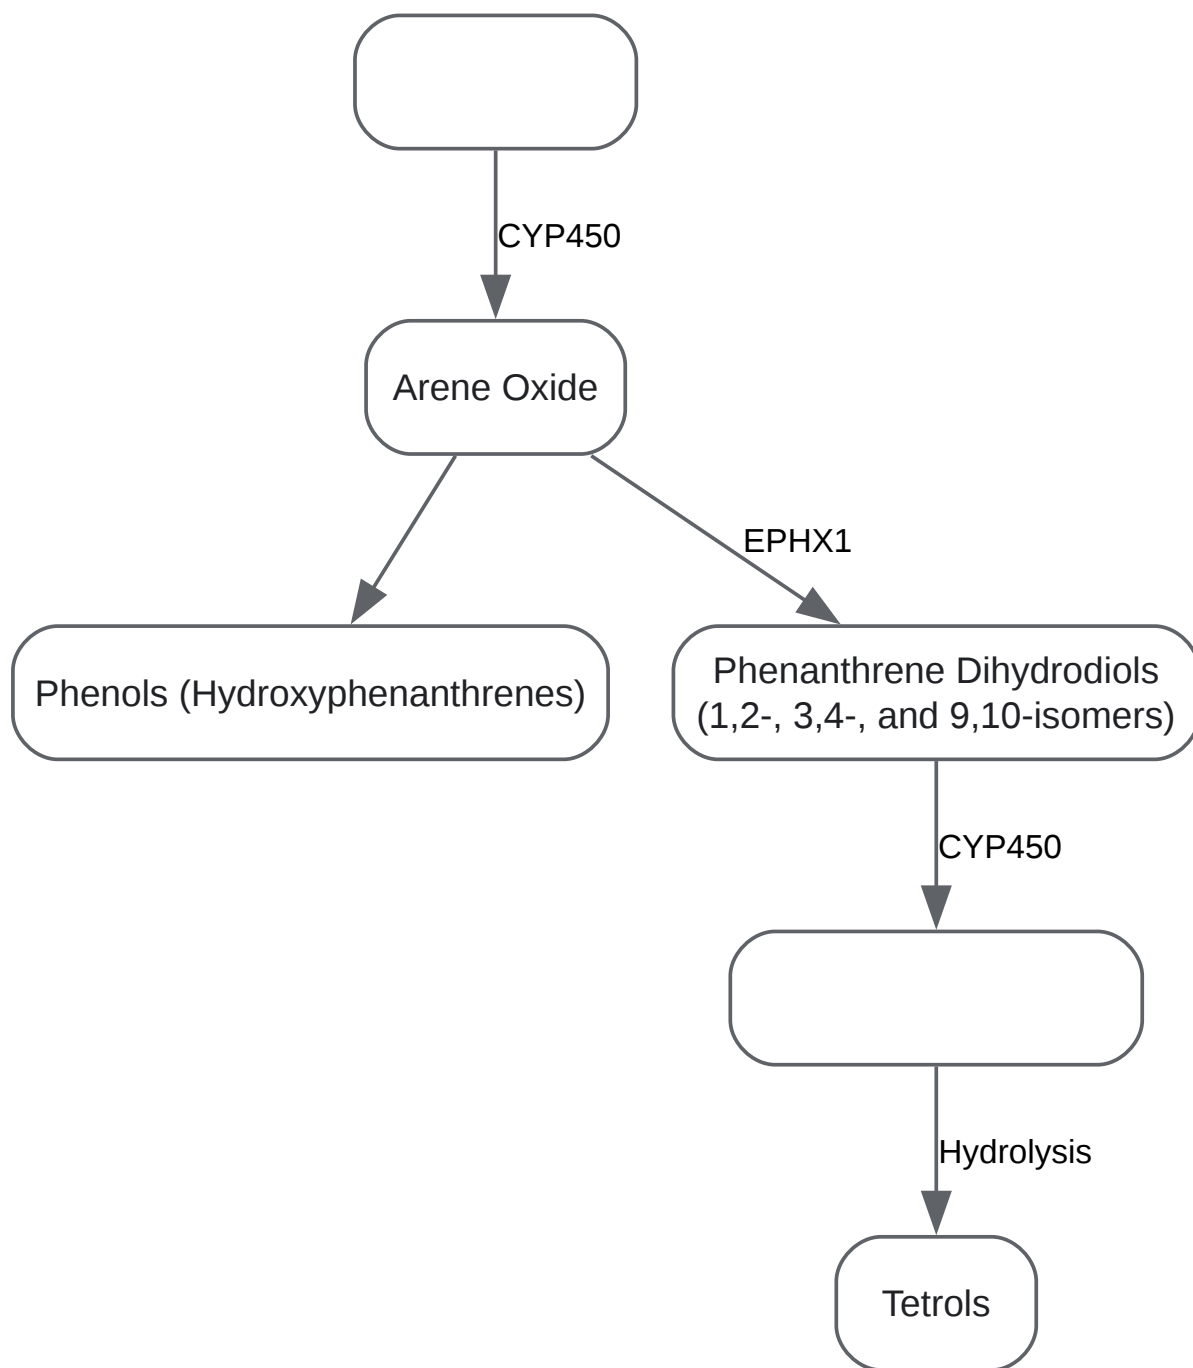 CYP450
Arene Oxide
EPHX1
Phenols (Hydroxyphenanthrenes)
Phenanthrene Dihydrodiols
(1,2-, 3,4-, and 9,10-isomers)
CYP450
Hydrolysis
Tetrols